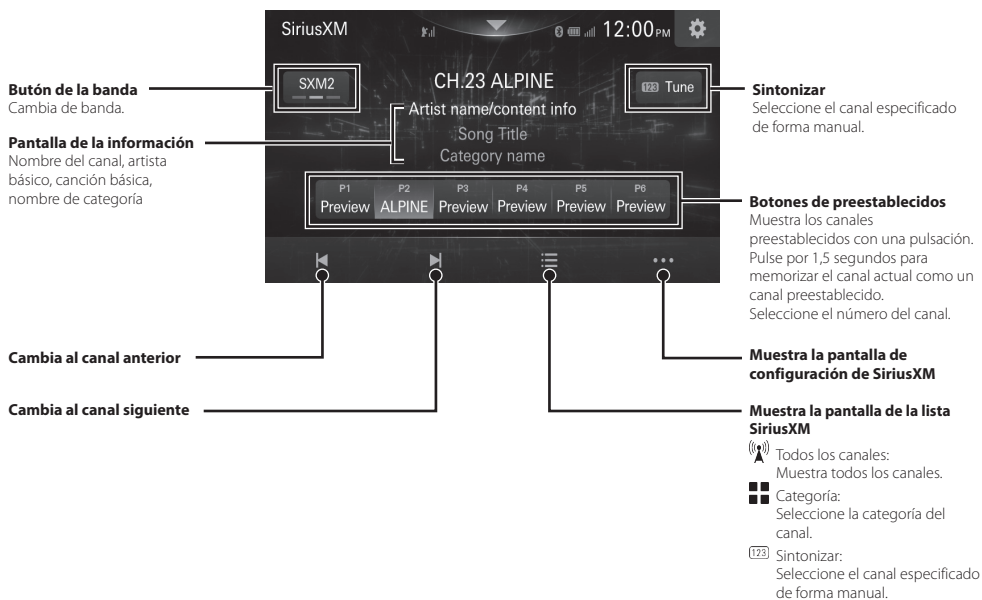 SiriusXM
12:00 PM
SXM2
CH.23 ALPINE
123 Tune
Artist name/content info
Song Title
Category name
P1 P2 P3 P4 P5 P6
Preview ALPINE Preview Preview Preview Preview
Butón de la banda
Cambia de banda.
Pantalla de la información
Nombre del canal, artista
básico, canción básica,
nombre de categoría
Cambia al canal anterior
Cambia al canal siguiente
Sintonizar
Seleccione el canal especificado
de forma manual.
Botones de preestablecidos
Muestra los canales
preestablecidos con una pulsación.
Pulse por 1,5 segundos para
memorizar el canal actual como un
canal preestablecido.
Seleccione el número del canal.
Muestra la pantalla de
configuración de SiriusXM
Muestra la pantalla de la lista
SiriusXM
Todos los canales:
Muestra todos los canales.
Categoría:
Seleccione la categoría del
canal.
123 Sintonizar:
Seleccione el canal especificado
de forma manual.